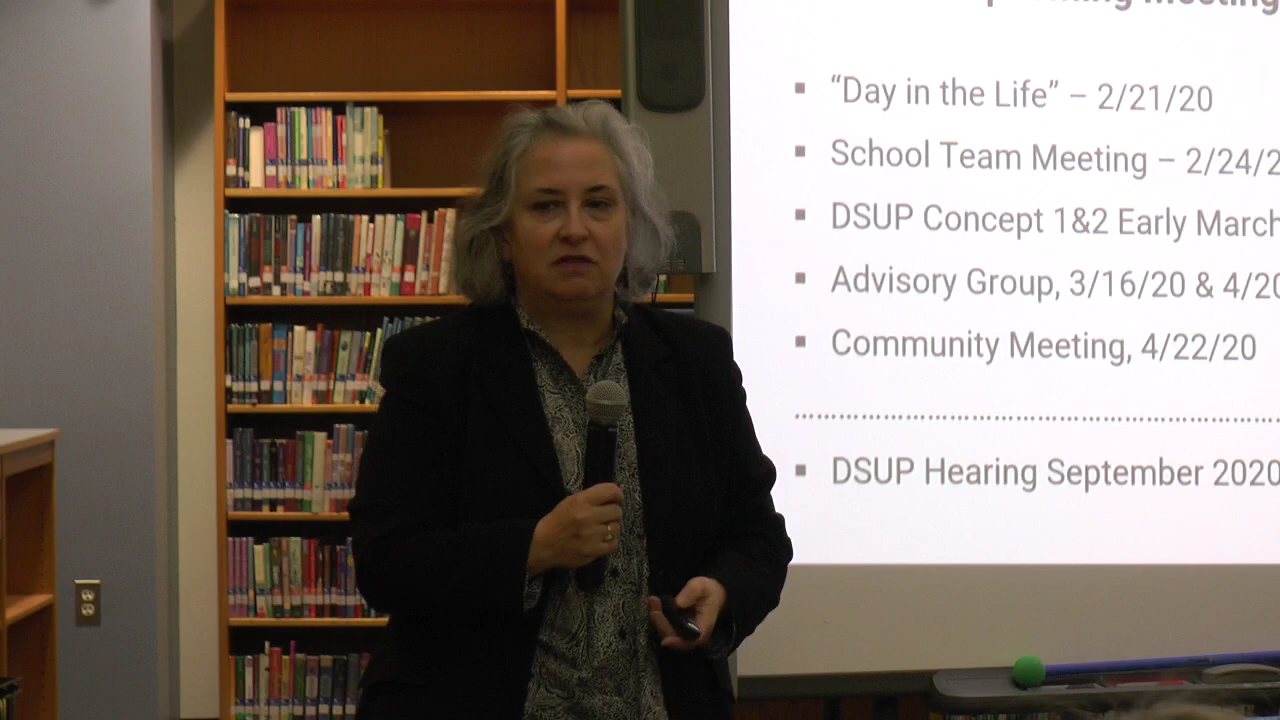 Meeting
▪ “Day in the Life” – 2/21/20
▪ School Team Meeting – 2/24/2
▪ DSUP Concept 1&2 Early March
▪ Advisory Group, 3/16/20 & 4/20
▪ Community Meeting, 4/22/20
▪ DSUP Hearing September 2020